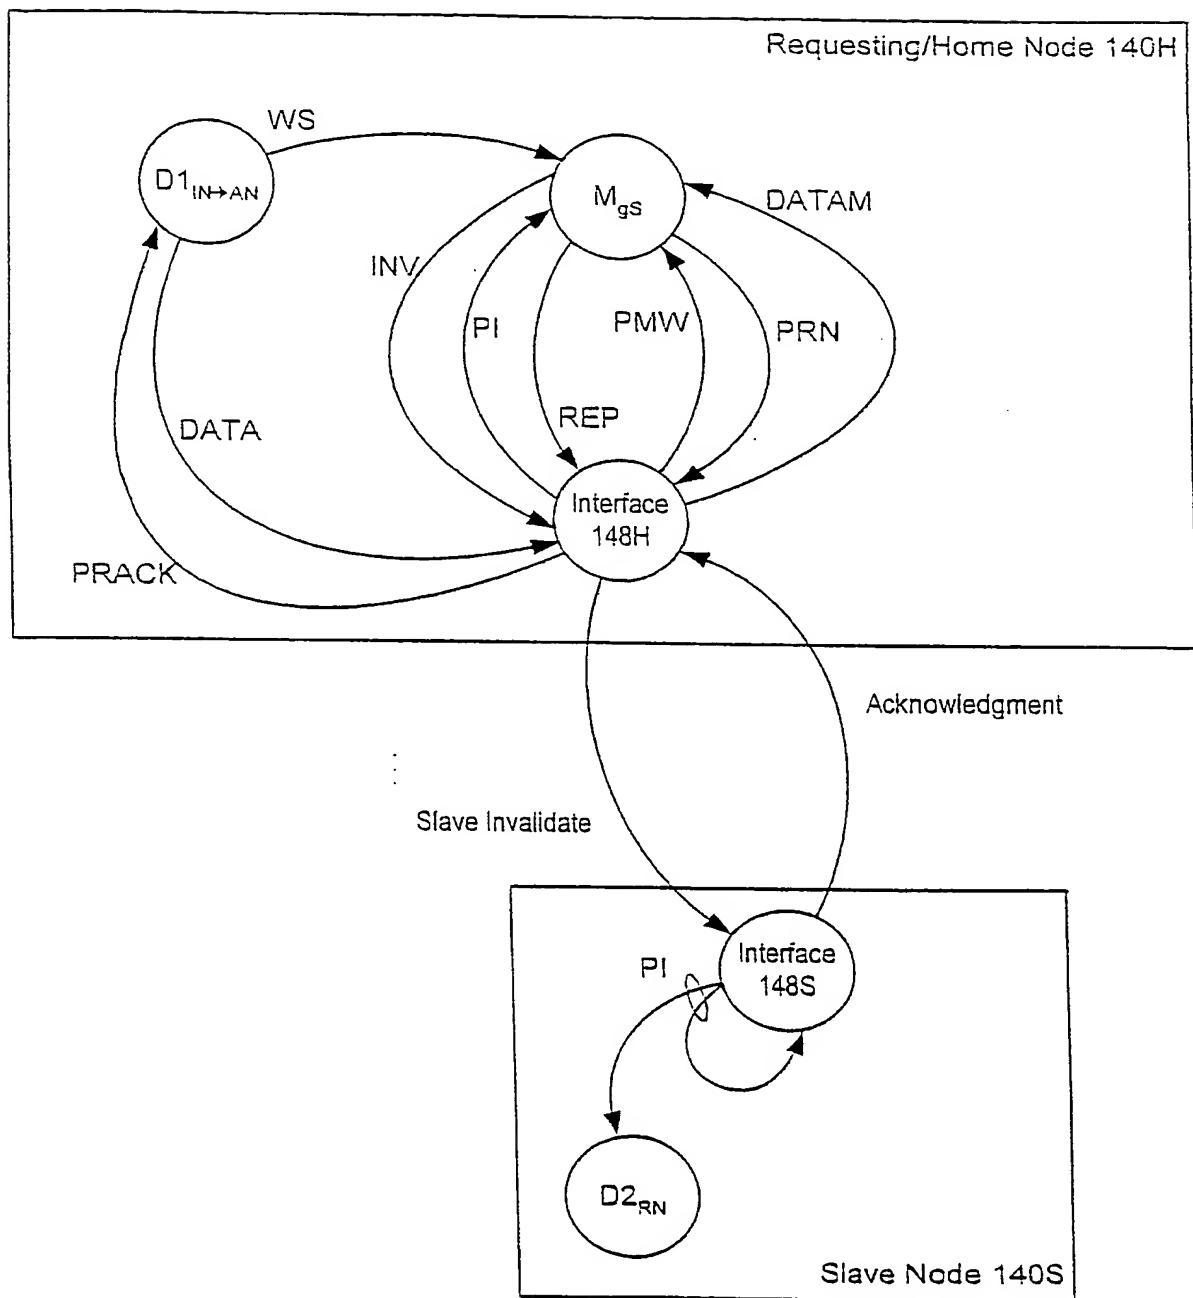 Requesting/Home Node 140H
WS
D1IN→AN
MgS
DATAM
INV
PI
PMW
PRN
REP
DATA
Interface
148H
PRACK
Acknowledgment
Slave Invalidate
Interface
148S
PI
D2RN
Slave Node 140S